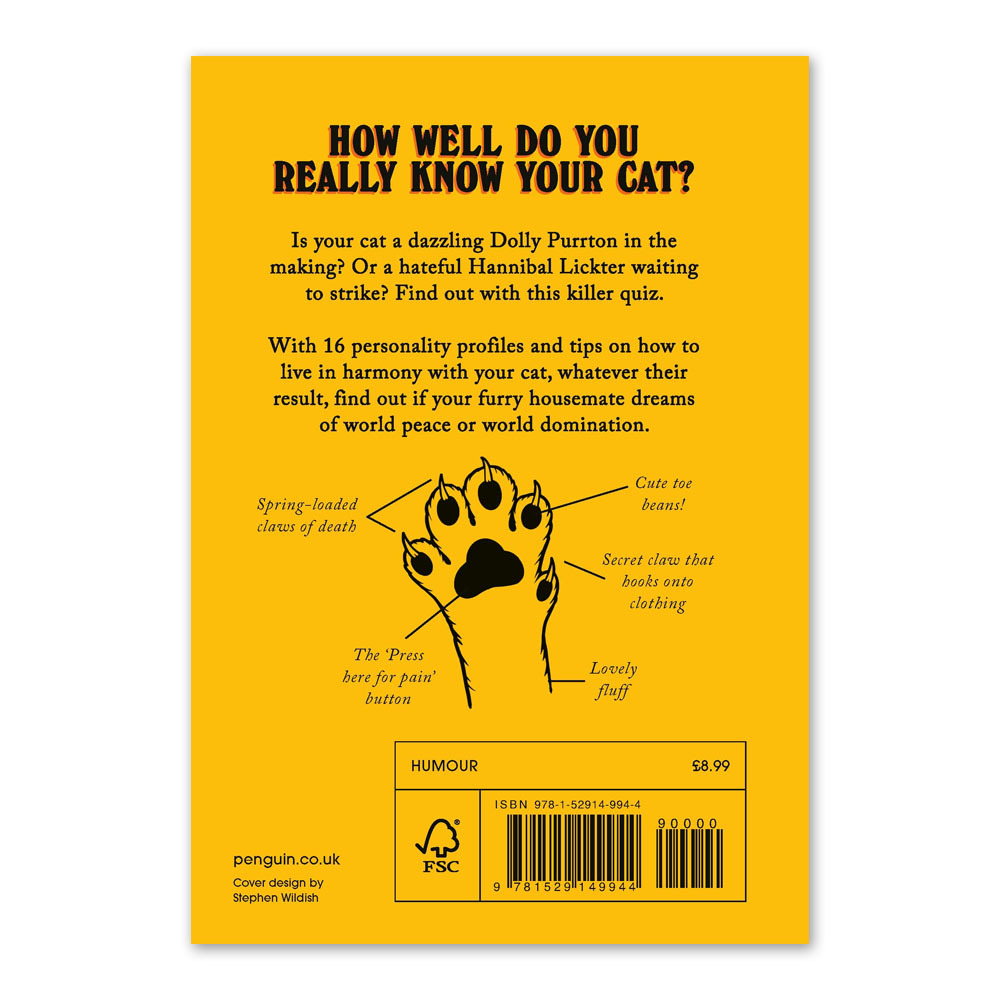 HOW WELL DO YOU
REALLY KNOW YOUR CAT?
Is your cat a dazzling Dolly Purrton in the
making? Or a hateful Hannibal Lickter waiting
to strike? Find out with this killer quiz.
With 16 personality profiles and tips on how to
live in harmony with your cat, whatever their
result, find out if your furry housemate dreams
of world peace or world domination.
Spring-loaded
claws of death
Cute toe
beans!
Secret claw that
hooks onto
clothing
The ‘Press
here for pain’
button
Lovely
fluff
HUMOUR
£8.99
ISBN 978-1-52914-994-4
90000
FSC®
9 781529 149944
penguin.co.uk
Cover design by
Stephen Wildish